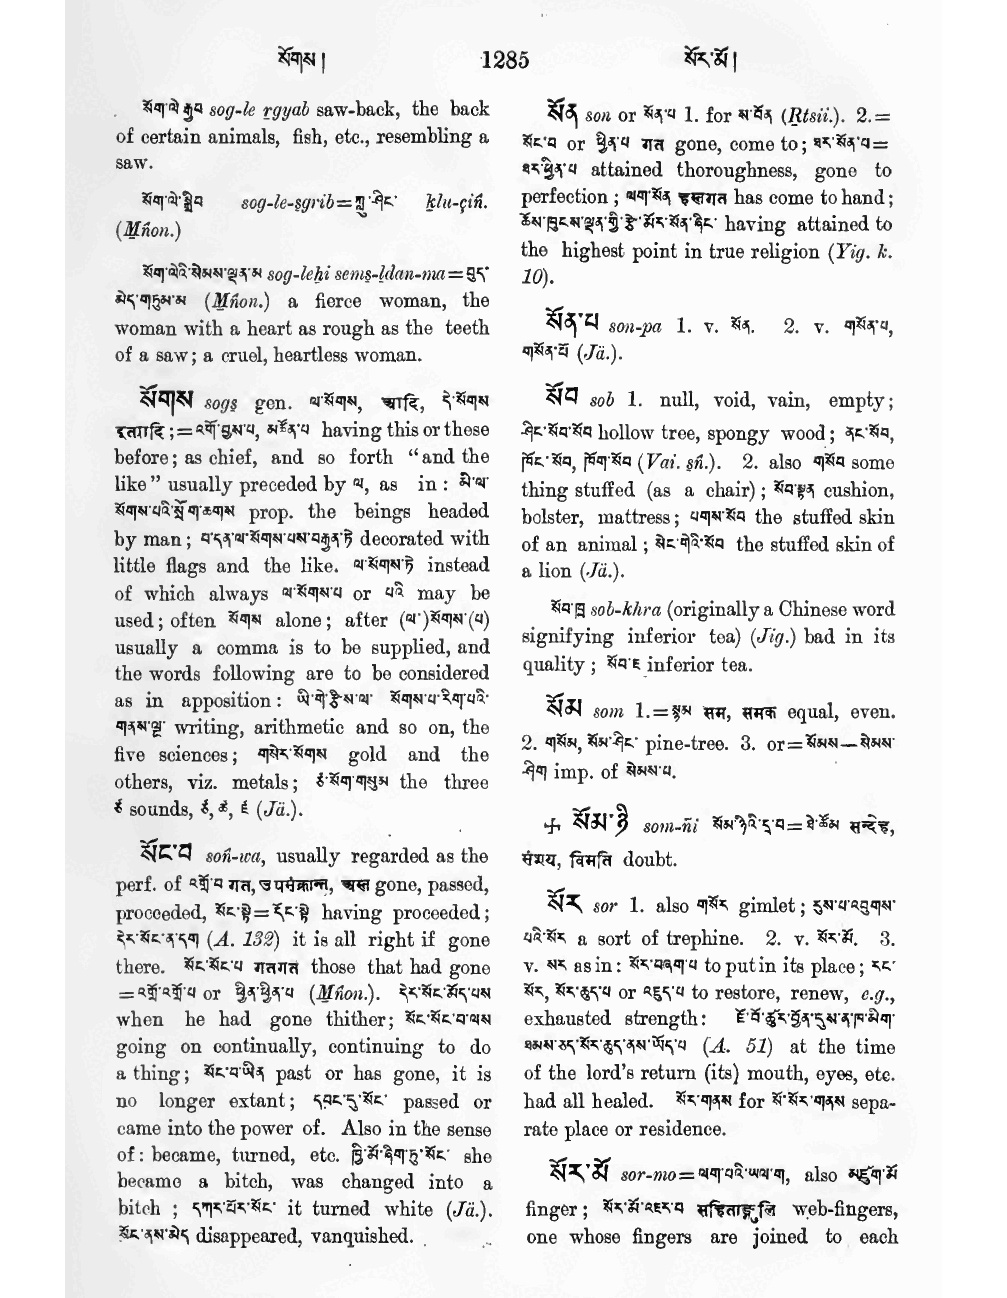 སོགས།
1285
སོར་མོ།
སོག་ལེ་རྒྱབ sog-le rgyab saw-back, the back
of certain animals, fish, etc., resembling a
saw.
སོག་ལེ་སྒྲིབ sog-le-sgrib=ཀླུ་ཤིང་ klu-çiṅ.
(Mṅon.)
སོག་ལེའི་སེམས་ལྡན་མ sog-leḥi sems-ldan-ma=བུད་
མེད་གཏུམ་མ (Mṅon.) a fierce woman, the
woman with a heart as rough as the teeth
of a saw; a cruel, heartless woman.
སོགས sogs gen. ལ་སོགས, आदि, དེ་སོགས
इत्यादि;=འགོ་བྱས་པ, མཚོན་པ having this or these
before; as chief, and so forth “and the
like” usually preceded by ལ, as in: མི་ལ་
སོགས་པའི་སྲོག་ཆགས prop. the beings headed
by man; བ་དན་ལ་སོགས་པས་བརྒྱན་ཏེ decorated with
little flags and the like. ལ་སོགས་ཏེ instead
of which always ལ་སོགས་པ or པའི may be
used; often སོགས alone; after (ལ་)སོགས་(པ)
usually a comma is to be supplied, and
the words following are to be considered
as in apposition: ཡི་གེ་རྩིས་ལ་ སོགས་པ་རིག་པའི་
གནས་ལྔ་ writing, arithmetic and so on, the
five sciences; གསེར་སོགས gold and the
others, viz. metals; ཙ་སོག་གསུམ the three
ཙ sounds, ཙ, ཚ, ཛ (Jä.).
སོང་བ soṅ-wa, usually regarded as the
perf. of འགྲོ་བ गत, उपसंक्रान्त, अस्त gone, passed,
proceeded, སོང་སྟེ=དོང་སྟེ having proceeded;
དེར་སོང་ན་དག (A. 132) it is all right if gone
there. སོང་སོང་པ गतगत those that had gone
=འགྲོ་འགྲོ་པ or ཕྱིན་ཕྱིན་པ (Mṅon.). དེར་སོང་མོད་པས
when he had gone thither; སོང་སོང་བ་ལས
going on continually, continuing to do
a thing; སོང་བ་ཡིན past or has gone, it is
no longer extant; དབང་དུ་སོང་ passed or
came into the power of. Also in the sense
of: became, turned, etc. ཁྱི་མོ་ཞིག་ཏུ་སོང་ she
became a bitch, was changed into a
bitch; དཀར་པོར་སོང་ it turned white (Jä.).
སོང་ནས་མེད disappeared, vanquished.
སོན son or སོན་པ 1. for ས་བོན (Rtsii.). 2.=
སོང་བ or ཕྱིན་པ गत gone, come to; ཐར་སོན་པ=
ཐར་ཕྱིན་པ attained thoroughness, gone to
perfection; ལག་སོན हस्तगत has come to hand;
ཆོས་ཁུངས་ལྡན་གྱི་རྩེ་མོར་སོན་ཞིང་ having attained to
the highest point in true religion (Yig. k.
10).
སོན་པ son-pa 1. v. སོན. 2. v. གསོན་པ,
གསོན་པོ (Jä.).
སོབ sob 1. null, void, vain, empty;
ཤིང་སོབ་སོབ hollow tree, spongy wood; ནང་སོབ,
ཁོང་སོབ, ཁོག་སོབ (Vai. sṅ.). 2. also གསོབ some
thing stuffed (as a chair); སོབ་སྟན cushion,
bolster, mattress; པགས་སོབ the stuffed skin
of an animal; སེང་གེའི་སོབ the stuffed skin of
a lion (Jä.).
སོབ་ཁྲ sob-khra (originally a Chinese word
signifying inferior tea) (Jig.) bad in its
quality; སོབ་ཇ inferior tea.
སོམ som 1.=སྙམ सम, समक equal, even.
2. གསོམ, སོམ་ཤིང་ pine-tree. 3. or=སོམས—སེམས་
ཤིག imp. of སེམས་པ.
卐 སོམ་ཉི som-ñi སོམ་ཉིའི་དྲ་བ=ཐེ་ཚོམ सन्देह,
संशय, विमति doubt.
སོར sor 1. also གསོར gimlet; དུས་པ་འབུགས་
པའི་སོར a sort of trephine. 2. v. སོར་མོ. 3.
v. སར as in: སོར་བཞག་པ to put in its place; རང་
སོར, སོར་ཆུད་པ or འཇུད་པ to restore, renew, e.g.,
exhausted strength: ཇོ་བོ་ཚུར་བྱོན་དུས་ན་ཁ་མིག་
ཐམས་ཅད་སོར་ཆུད་ནས་ཡོད་པ (A. 51) at the time
of the lord’s return (its) mouth, eyes, etc.
had all healed. སོར་གནས for སོ་སོར་གནས sepa-
rate place or residence.
སོར་མོ sor-mo=ལག་པའི་ཡལ་ག, also མཛུག་མོ
finger; སོར་མོ་འཇང་བ web-fingers,
one whose fingers are joined to each